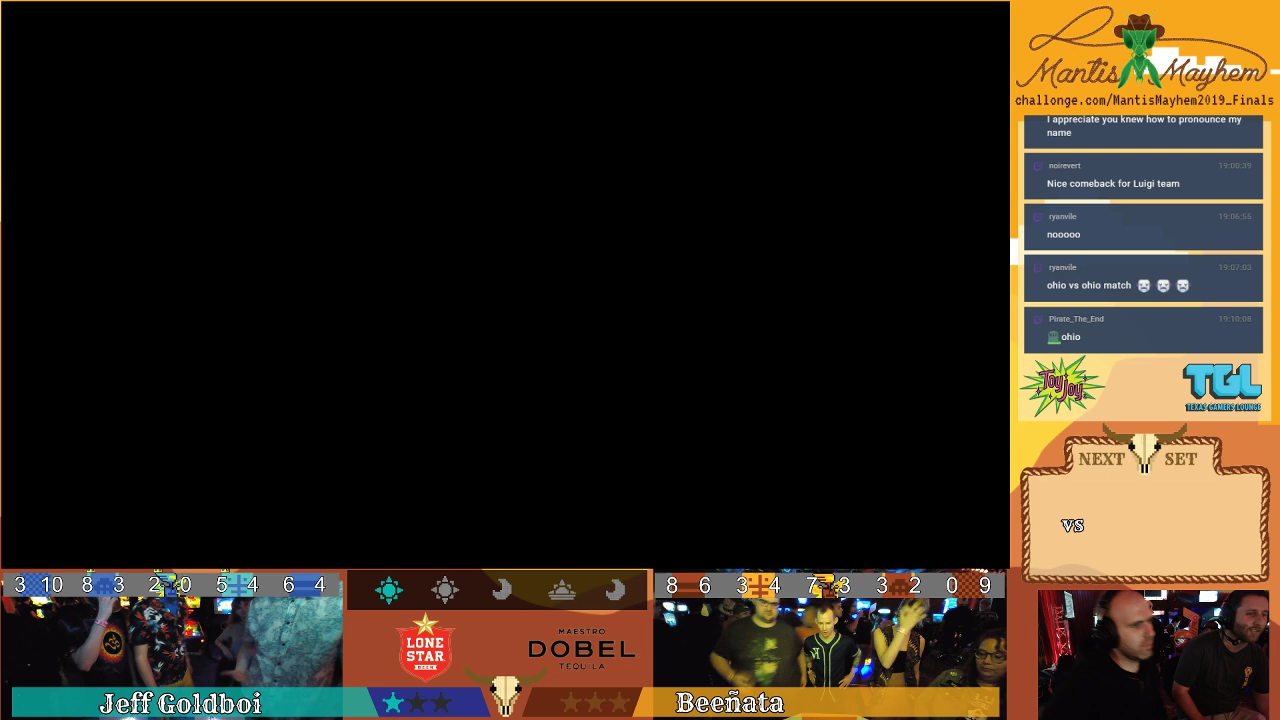 Mantis Mayhem
challonge.com/MantisMayhem2019_Finals
I appreciate you knew how to pronounce my
name
noirevert 19:00:39
Nice comeback for Luigi team
ryanvile 19:06:55
nooooo
ryanvile 19:07:03
ohio vs ohio match
Pirate_The_End 19:10:08
ohio
Toy Joy
TGL
TEXAS GAMERS LOUNGE
NEXT SET
vs
3 10 8 3 2 0 5 4 6 4
8 6 3 4 7 3 3 2 0 9
LONE
STAR
BEER
MAESTRO
DOBEL
TEQUILA
Jeff Goldboi
Beeñata